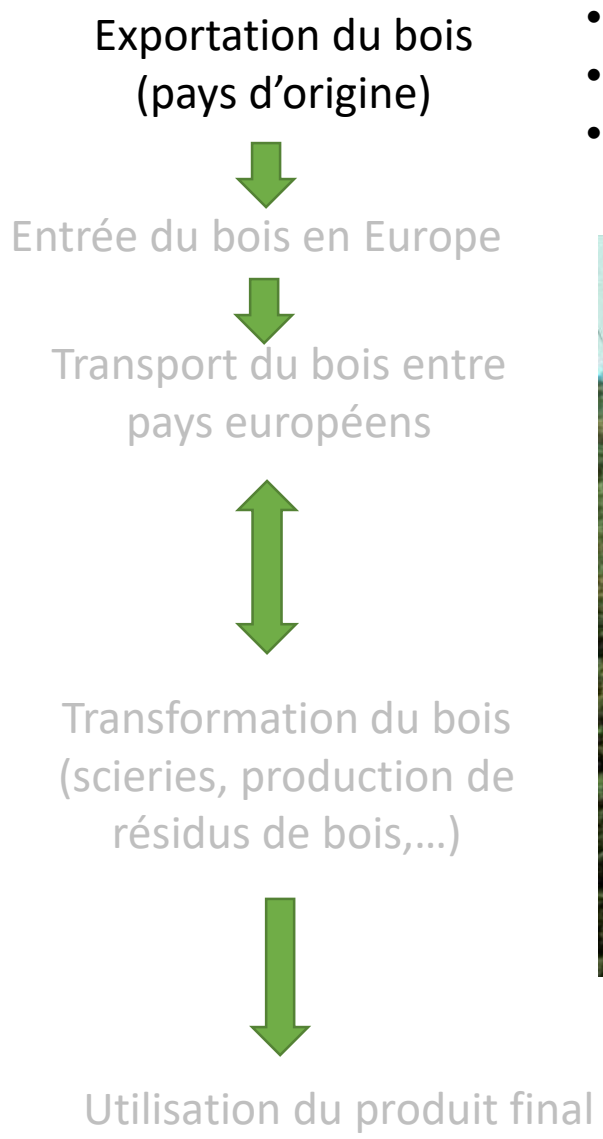 Exportation du bois
(pays d’origine)
Entrée du bois en Europe
Transport du bois entre
pays européens
Transformation du bois
(scieries, production de
résidus de bois,…)
Utilisation du produit final